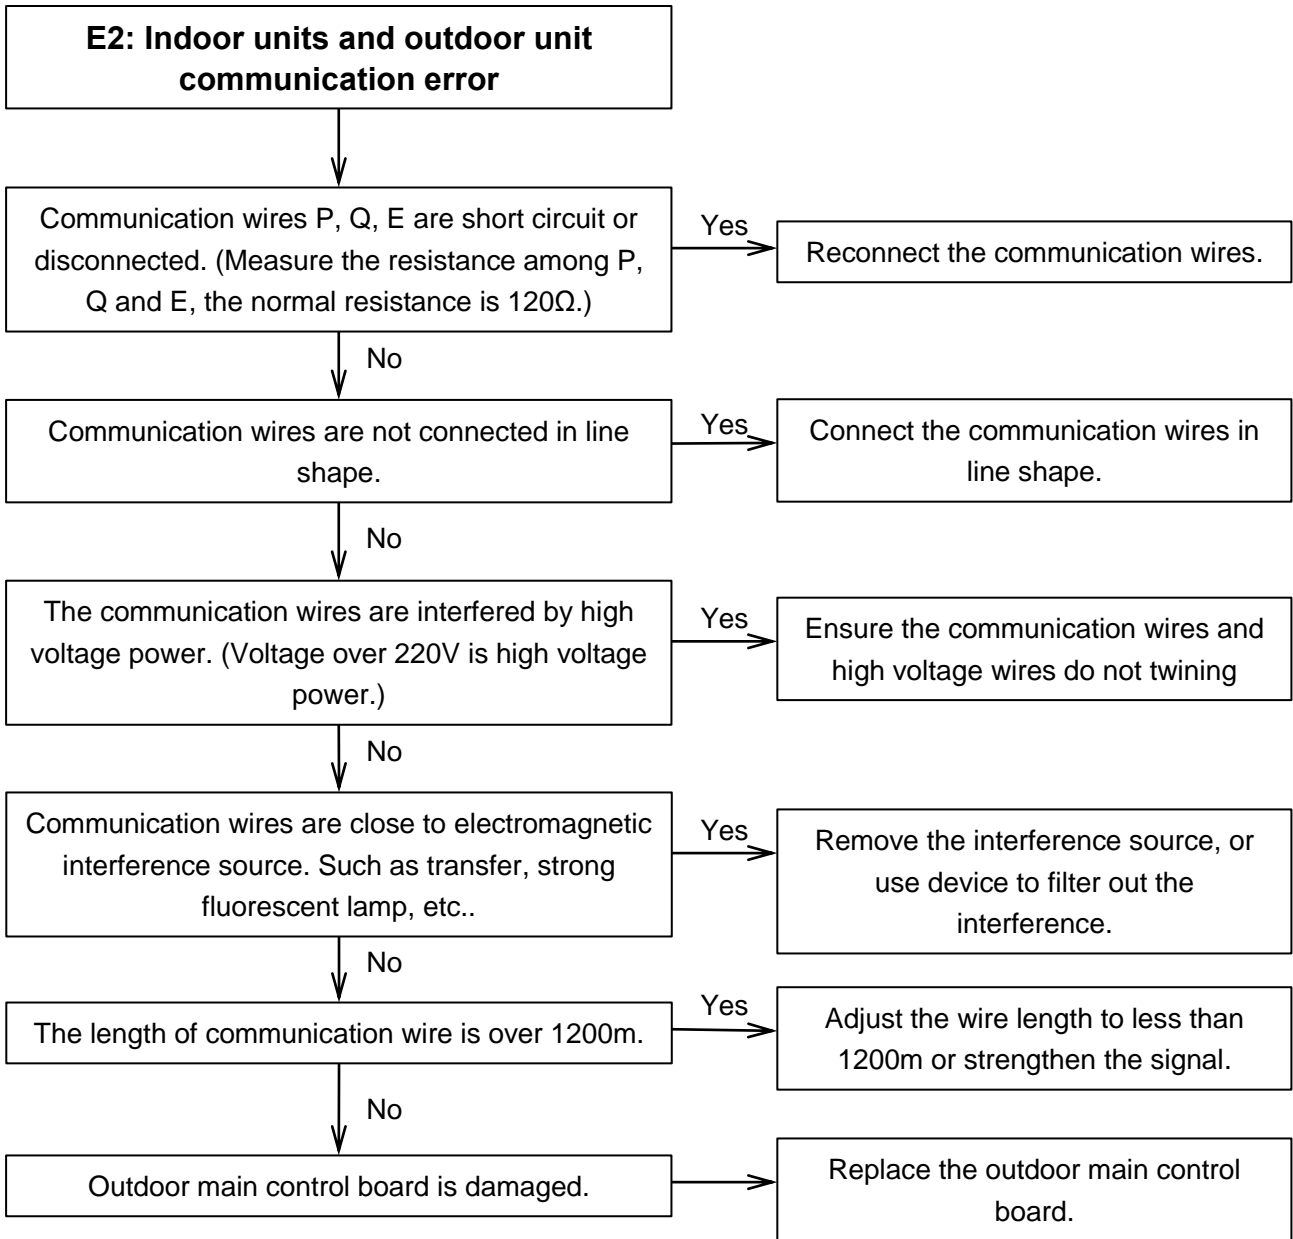 E2: Indoor units and outdoor unit
communication error
Communication wires P, Q, E are short circuit or
disconnected. (Measure the resistance among P,
Q and E, the normal resistance is 120Ω.)
Yes
Reconnect the communication wires.
No
Communication wires are not connected in line
shape.
Yes
Connect the communication wires in
line shape.
No
The communication wires are interfered by high
voltage power. (Voltage over 220V is high voltage
power.)
Yes
Ensure the communication wires and
high voltage wires do not twining
No
Communication wires are close to electromagnetic
interference source. Such as transfer, strong
fluorescent lamp, etc..
Yes
Remove the interference source, or
use device to filter out the
interference.
No
The length of communication wire is over 1200m.
Yes
Adjust the wire length to less than
1200m or strengthen the signal.
No
Outdoor main control board is damaged.
Replace the outdoor main control
board.